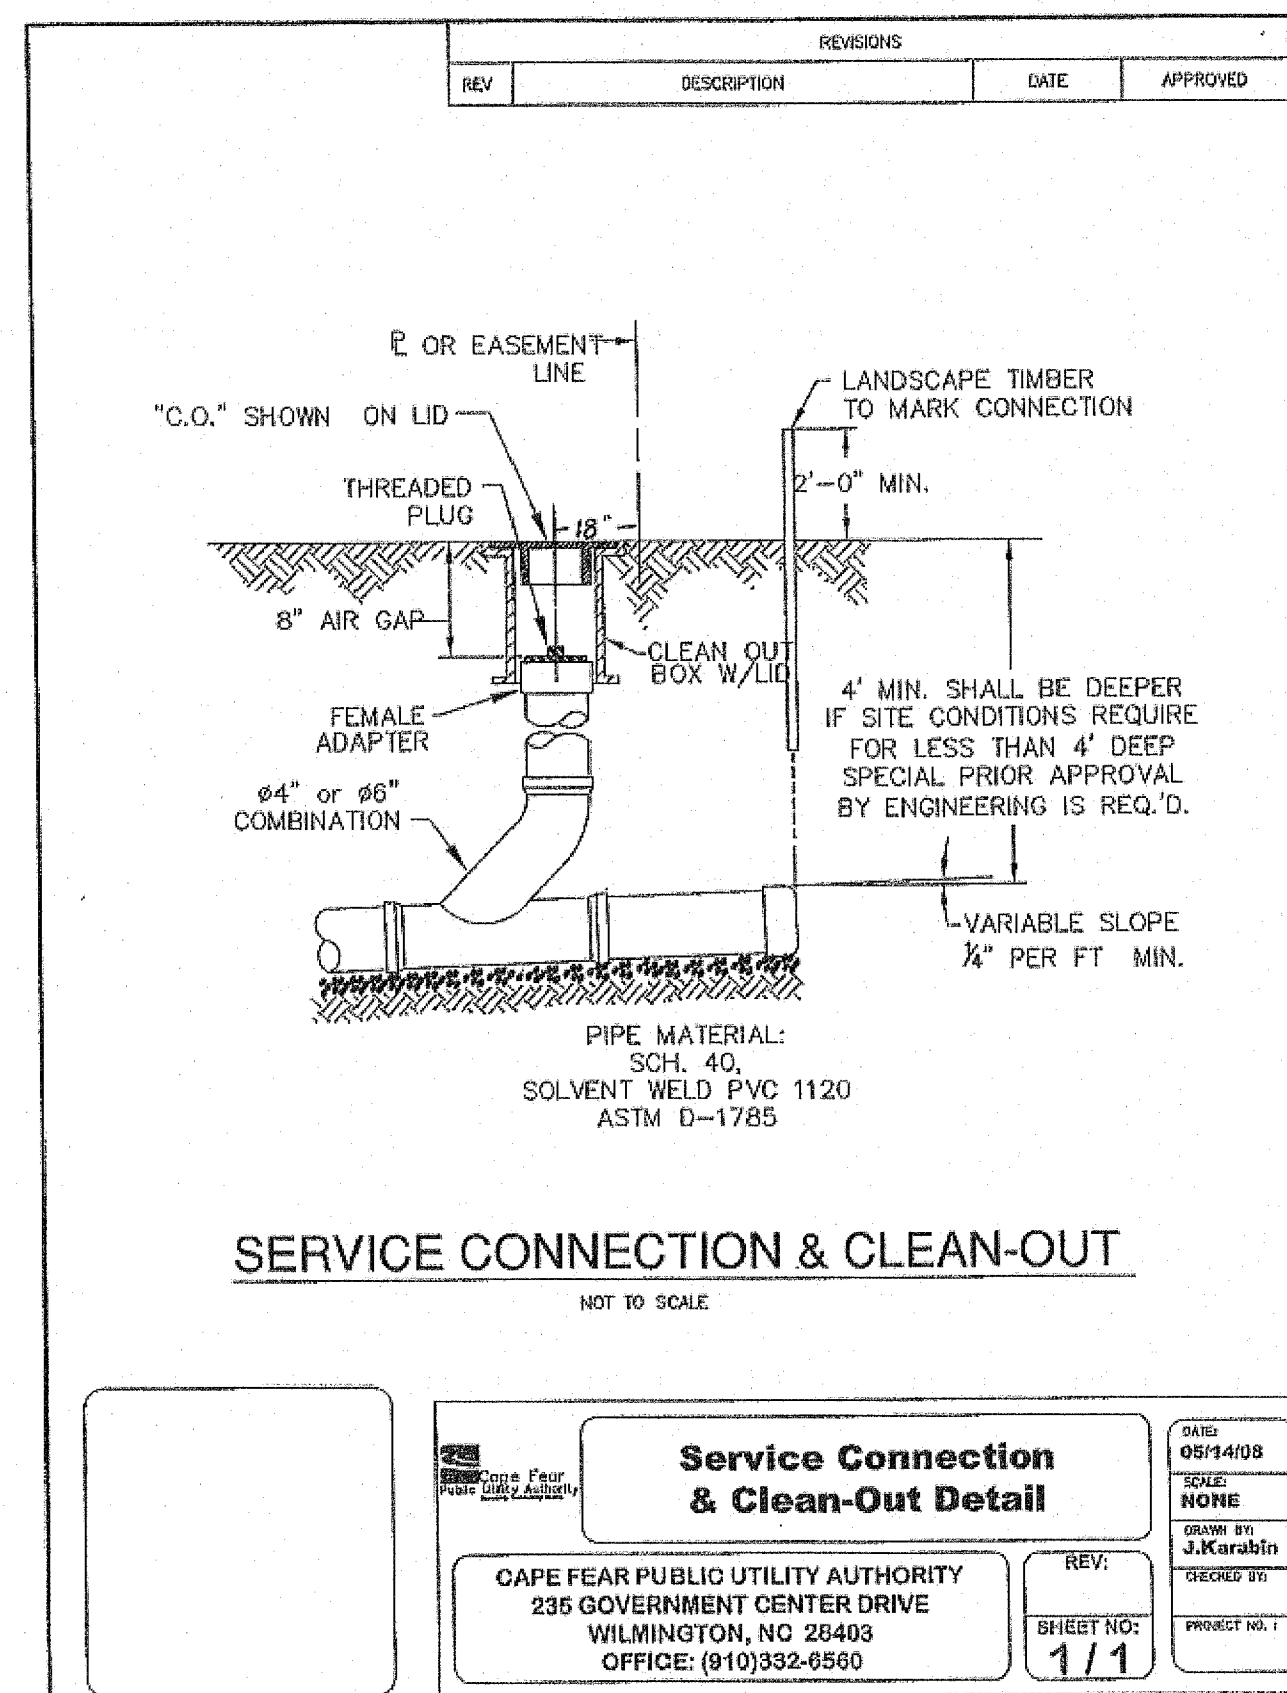 REVISIONS
REV DESCRIPTION DATE APPROVED
℄ OR EASEMENT
LINE
"C.O." SHOWN ON LID
THREADED
PLUG
18"
8" AIR GAP
CLEAN OUT
BOX W/LID
FEMALE
ADAPTER
ø4" or ø6"
COMBINATION
LANDSCAPE TIMBER
TO MARK CONNECTION
2'-0" MIN.
4' MIN. SHALL BE DEEPER
IF SITE CONDITIONS REQUIRE
FOR LESS THAN 4' DEEP
SPECIAL PRIOR APPROVAL
BY ENGINEERING IS REQ.'D.
VARIABLE SLOPE
¼" PER FT MIN.
PIPE MATERIAL:
SCH. 40,
SOLVENT WELD PVC 1120
ASTM D-1785
SERVICE CONNECTION & CLEAN-OUT
NOT TO SCALE
Cape Fear
Public Utility Authority
Service Connection
& Clean-Out Detail
DATE:
05/14/08
SCALE:
NONE
DRAWN BY:
J.Karabin
CHECKED BY:
PROJECT NO.
CAPE FEAR PUBLIC UTILITY AUTHORITY
235 GOVERNMENT CENTER DRIVE
WILMINGTON, NC 28403
OFFICE: (910)332-6560
REV:
SHEET NO:
1 / 1